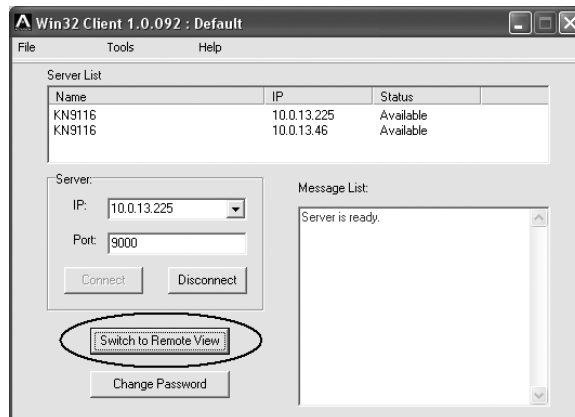 Win32 Client 1.0.092 : Default
File Tools Help
Server List
Name IP Status
KN9116 10.0.13.225 Available
KN9116 10.0.13.46 Available
Server:
IP: 10.0.13.225
Port: 9000
Connect Disconnect
Switch to Remote View
Change Password
Message List:
Server is ready.